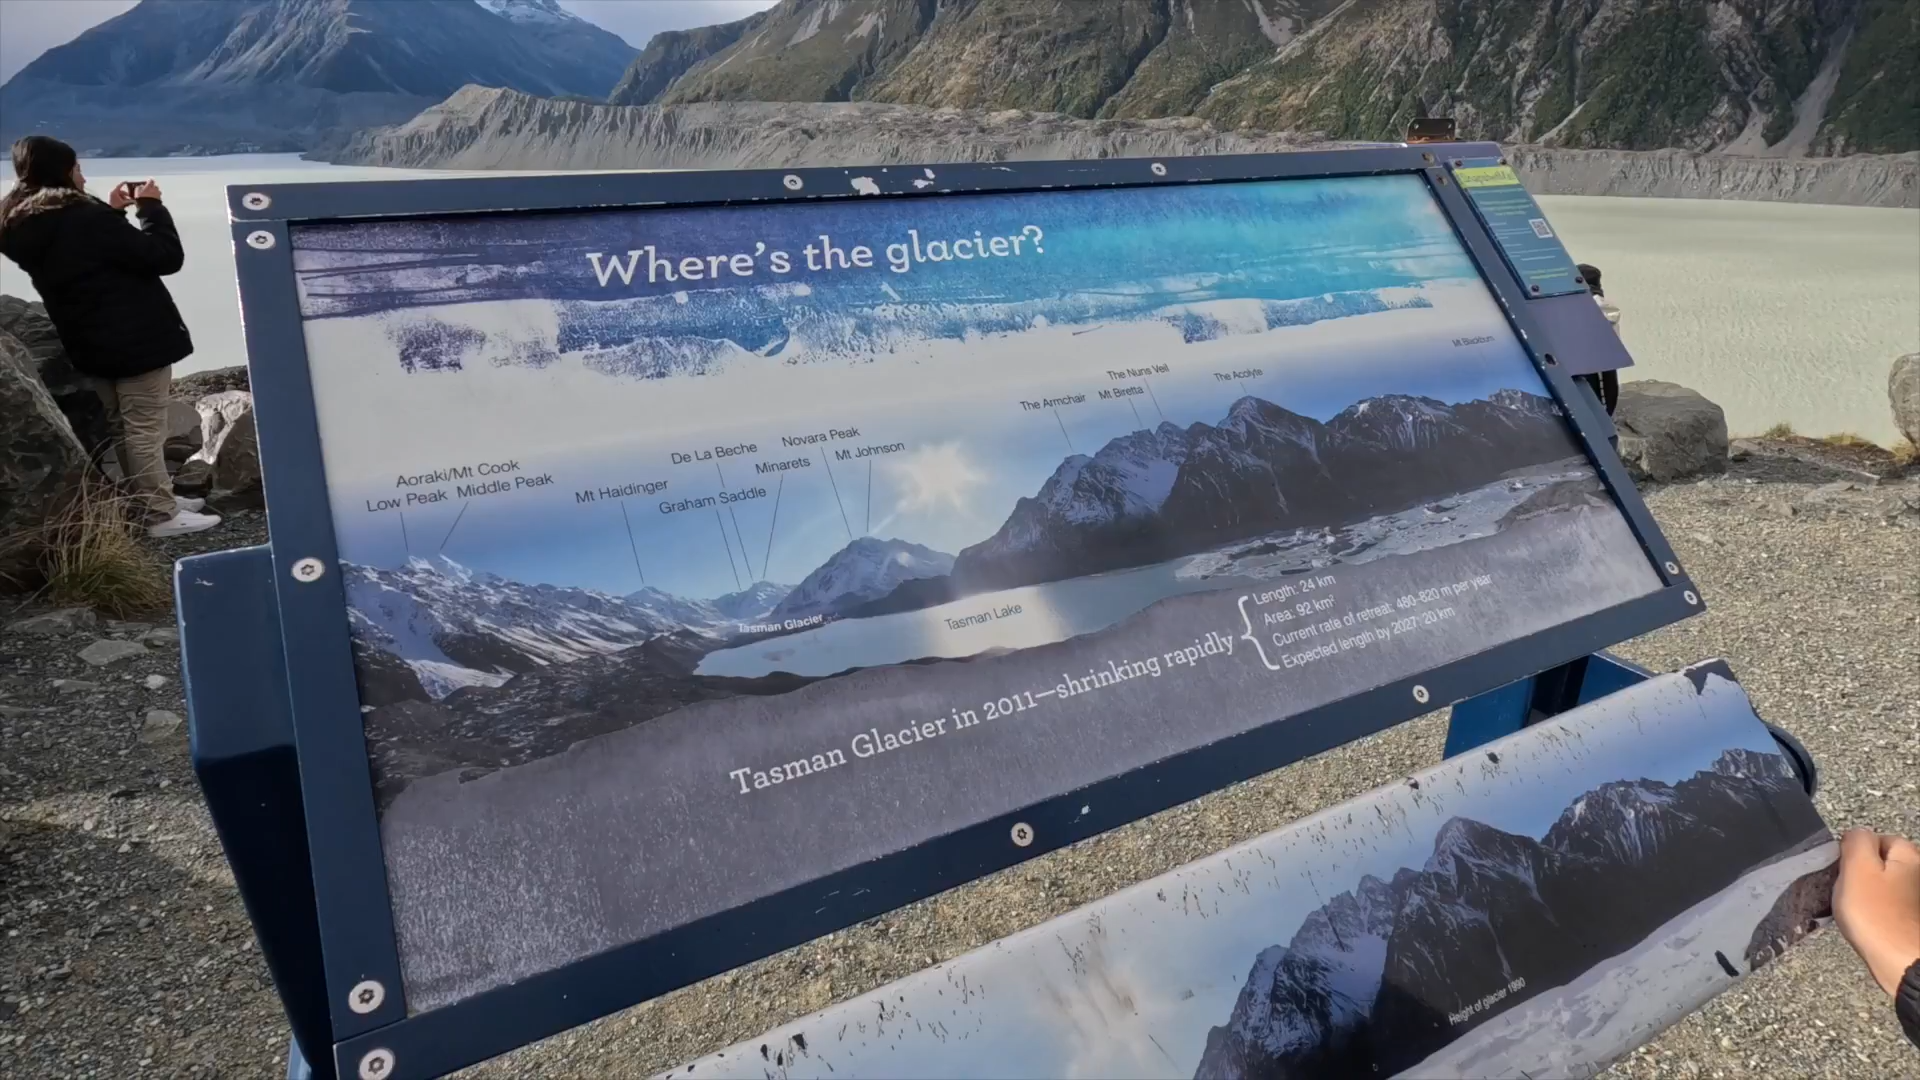 Where's the glacier?
Mt Blackburn
The Nuns Veil
The Acolyte
The Armchair
Mt Biretta
Novara Peak
De La Beche
Mt Johnson
Minarets
Aoraki/Mt Cook
Low Peak Middle Peak
Mt Haidinger
Graham Saddle
Tasman Glacier
Tasman Lake
Tasman Glacier in 2011—shrinking rapidly
Length: 24 km
Area: 92 km²
Current rate of retreat: 480-820 m per year
Expected length by 2027: 20 km
Height of glacier 1990